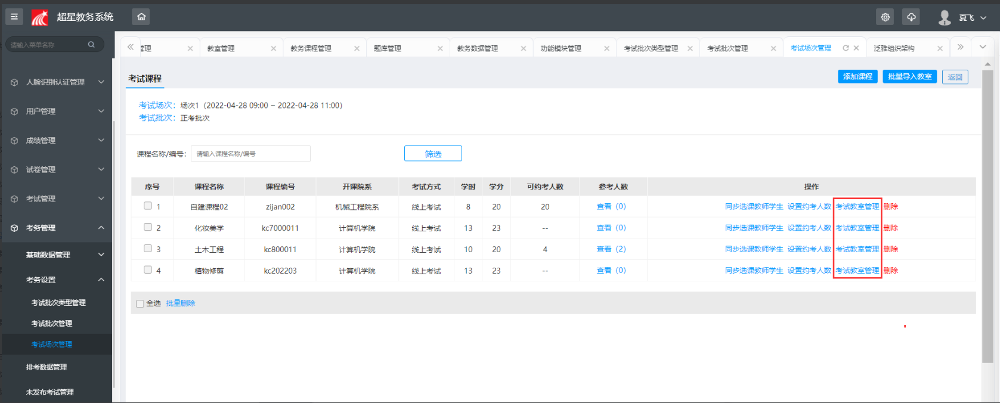 超星教务系统
夏飞
请输入菜单名称
管理 教室管理 教务课程管理 题库管理 教务数据管理 功能模块管理 考试批次类型管理 考试批次管理 考试场次管理 泛雅组织架构
人脸识别认证管理
用户管理
成绩管理
试卷管理
考试管理
考务管理
基础数据管理
考务设置
考试批次类型管理
考试批次管理
考试场次管理
排考数据管理
未发布考试管理
考试课程
添加课程 批量导入教室 返回
考试场次：场次1（2022-04-28 09:00 ~ 2022-04-28 11:00）
考试批次：正考批次
课程名称/编号： 请输入课程名称/编号 筛选
序号 课程名称 课程编号 开课院系 考试方式 学时 学分 可约考人数 参考人数 操作
1 自建课程02 zijan002 机械工程院系 线上考试 8 20 20 查看（0） 同步选课教师学生 设置约考人数 考试教室管理 删除
2 化妆美学 kc7000011 计算机学院 线上考试 13 23 -- 查看（0） 同步选课教师学生 设置约考人数 考试教室管理 删除
3 土木工程 kc800011 计算机学院 线上考试 10 20 4 查看（2） 同步选课教师学生 设置约考人数 考试教室管理 删除
4 植物修剪 kc202203 计算机学院 线上考试 13 23 -- 查看（0） 同步选课教师学生 设置约考人数 考试教室管理 删除
全选 批量删除